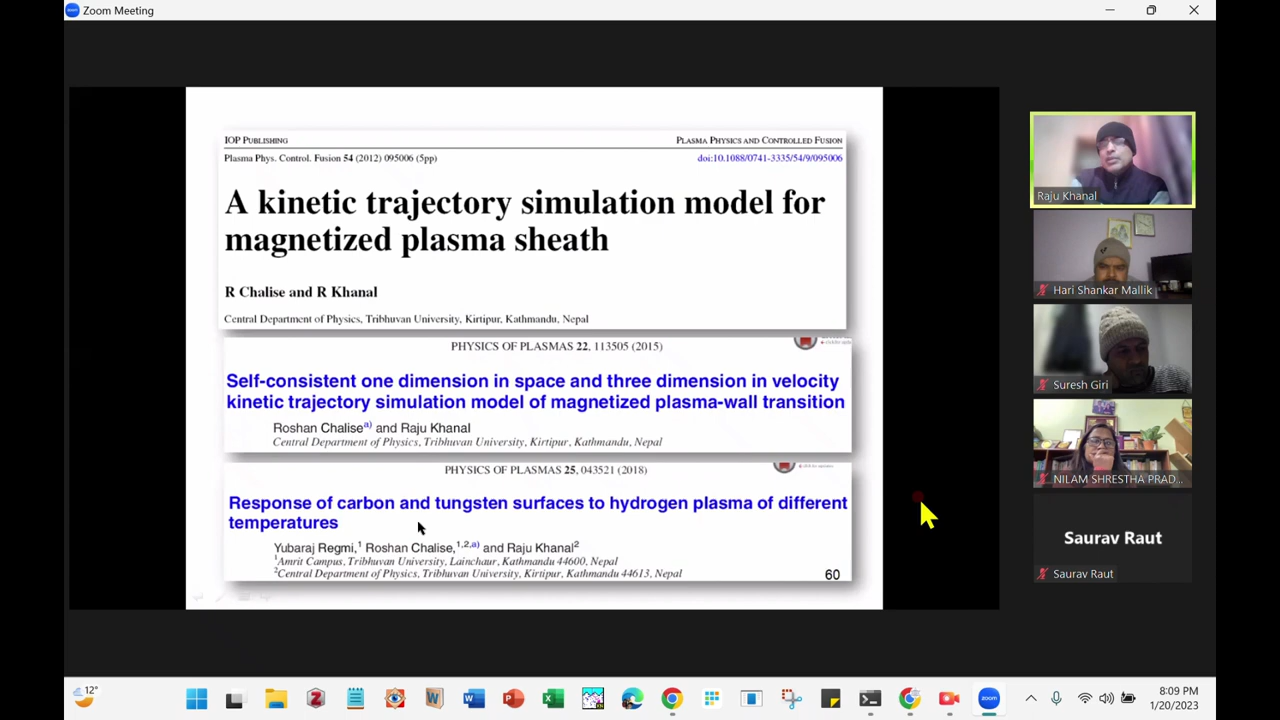 Zoom Meeting
IOP PUBLISHING
PLASMA PHYSICS AND CONTROLLED FUSION
Plasma Phys. Control. Fusion 54 (2012) 095006 (5pp)
doi:10.1088/0741-3335/54/9/095006
A kinetic trajectory simulation model for
magnetized plasma sheath
R Chalise and R Khanal
Central Department of Physics, Tribhuvan University, Kirtipur, Kathmandu, Nepal
PHYSICS OF PLASMAS 22, 113505 (2015)
Self-consistent one dimension in space and three dimension in velocity
kinetic trajectory simulation model of magnetized plasma-wall transition
Roshan Chalise a) and Raju Khanal
Central Department of Physics, Tribhuvan University, Kirtipur, Kathmandu, Nepal
PHYSICS OF PLASMAS 25, 043521 (2018)
Response of carbon and tungsten surfaces to hydrogen plasma of different
temperatures
Yubaraj Regmi,1 Roshan Chalise,1,2,a) and Raju Khanal2
1Amrit Campus, Tribhuvan University, Lainchaur, Kathmandu 44600, Nepal
2Central Department of Physics, Tribhuvan University, Kirtipur, Kathmandu 44613, Nepal
60
Raju Khanal
Hari Shankar Mallik
Suresh Giri
NILAM SHRESTHA PRAD...
Saurav Raut
Saurav Raut
12°
zoom
8:09 PM
1/20/2023